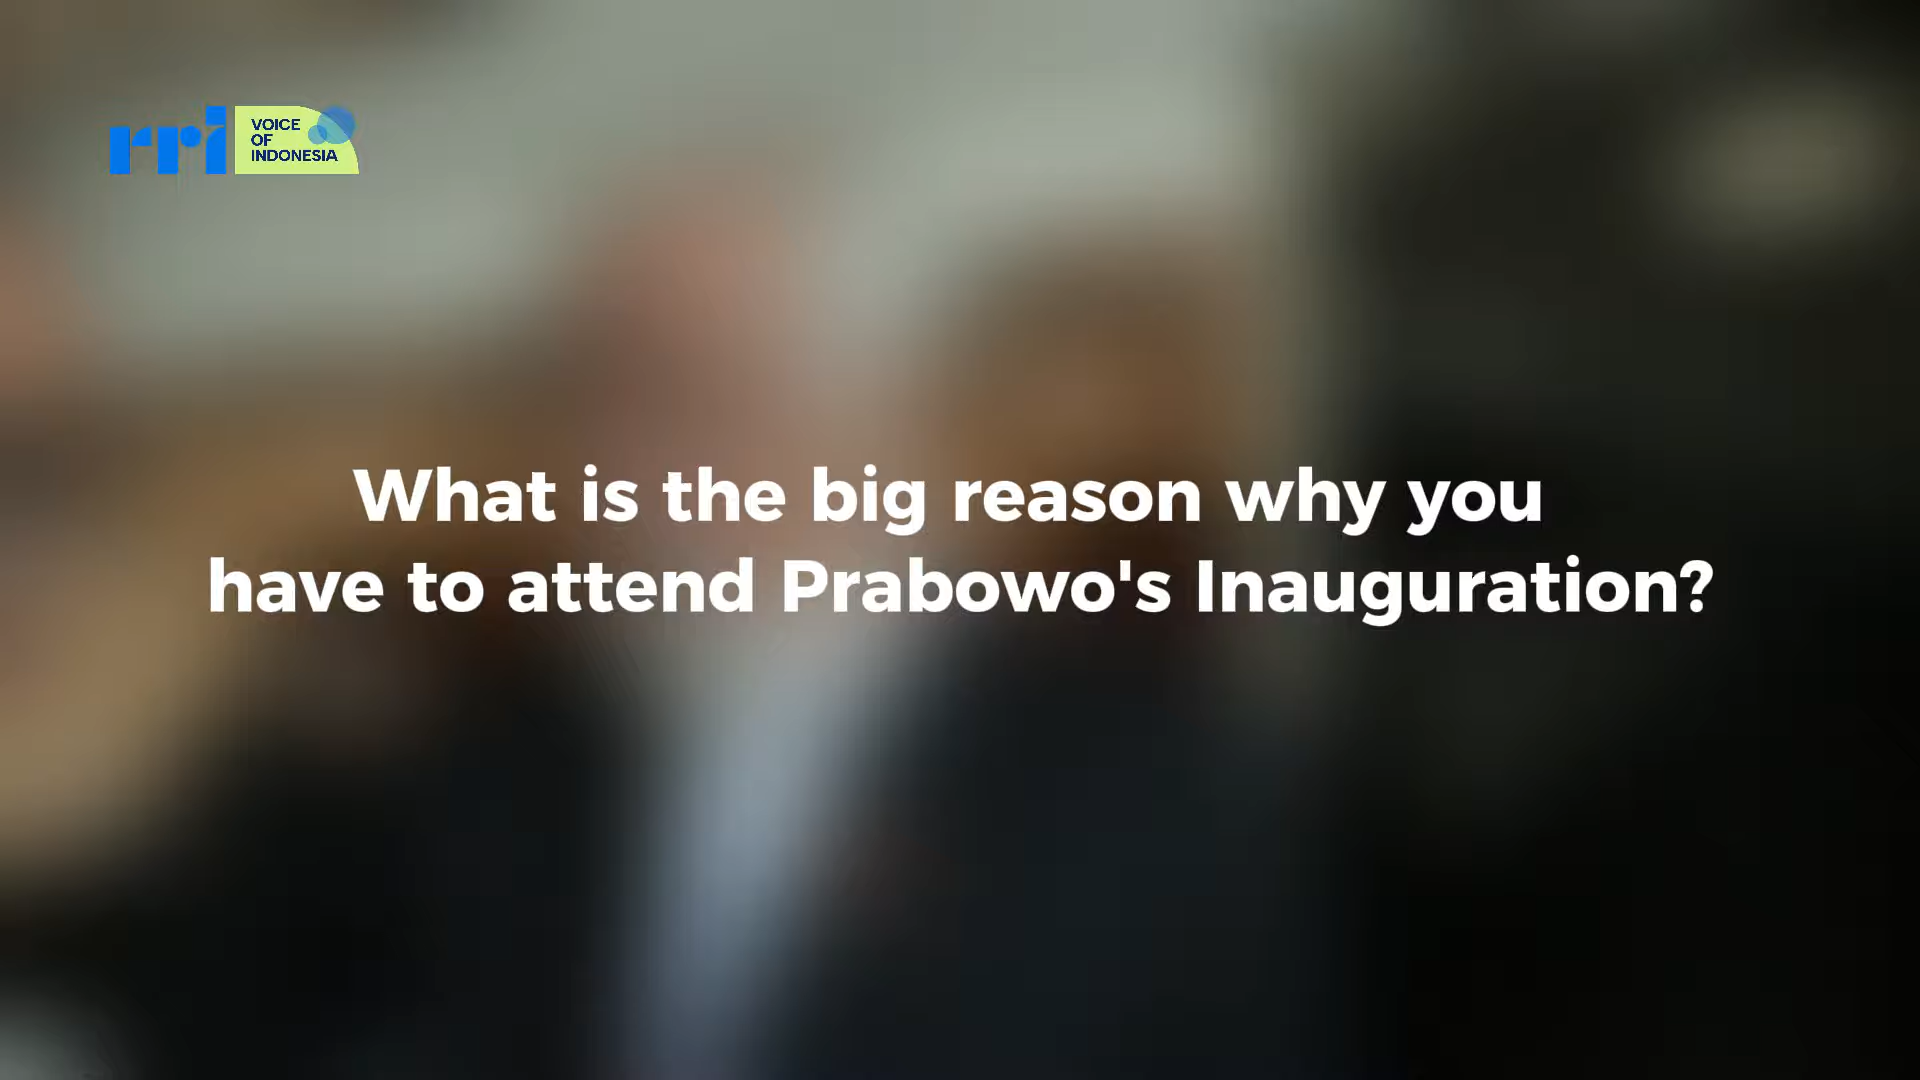 rri
VOICE
OF
INDONESIA
What is the big reason why you
have to attend Prabowo's Inauguration?